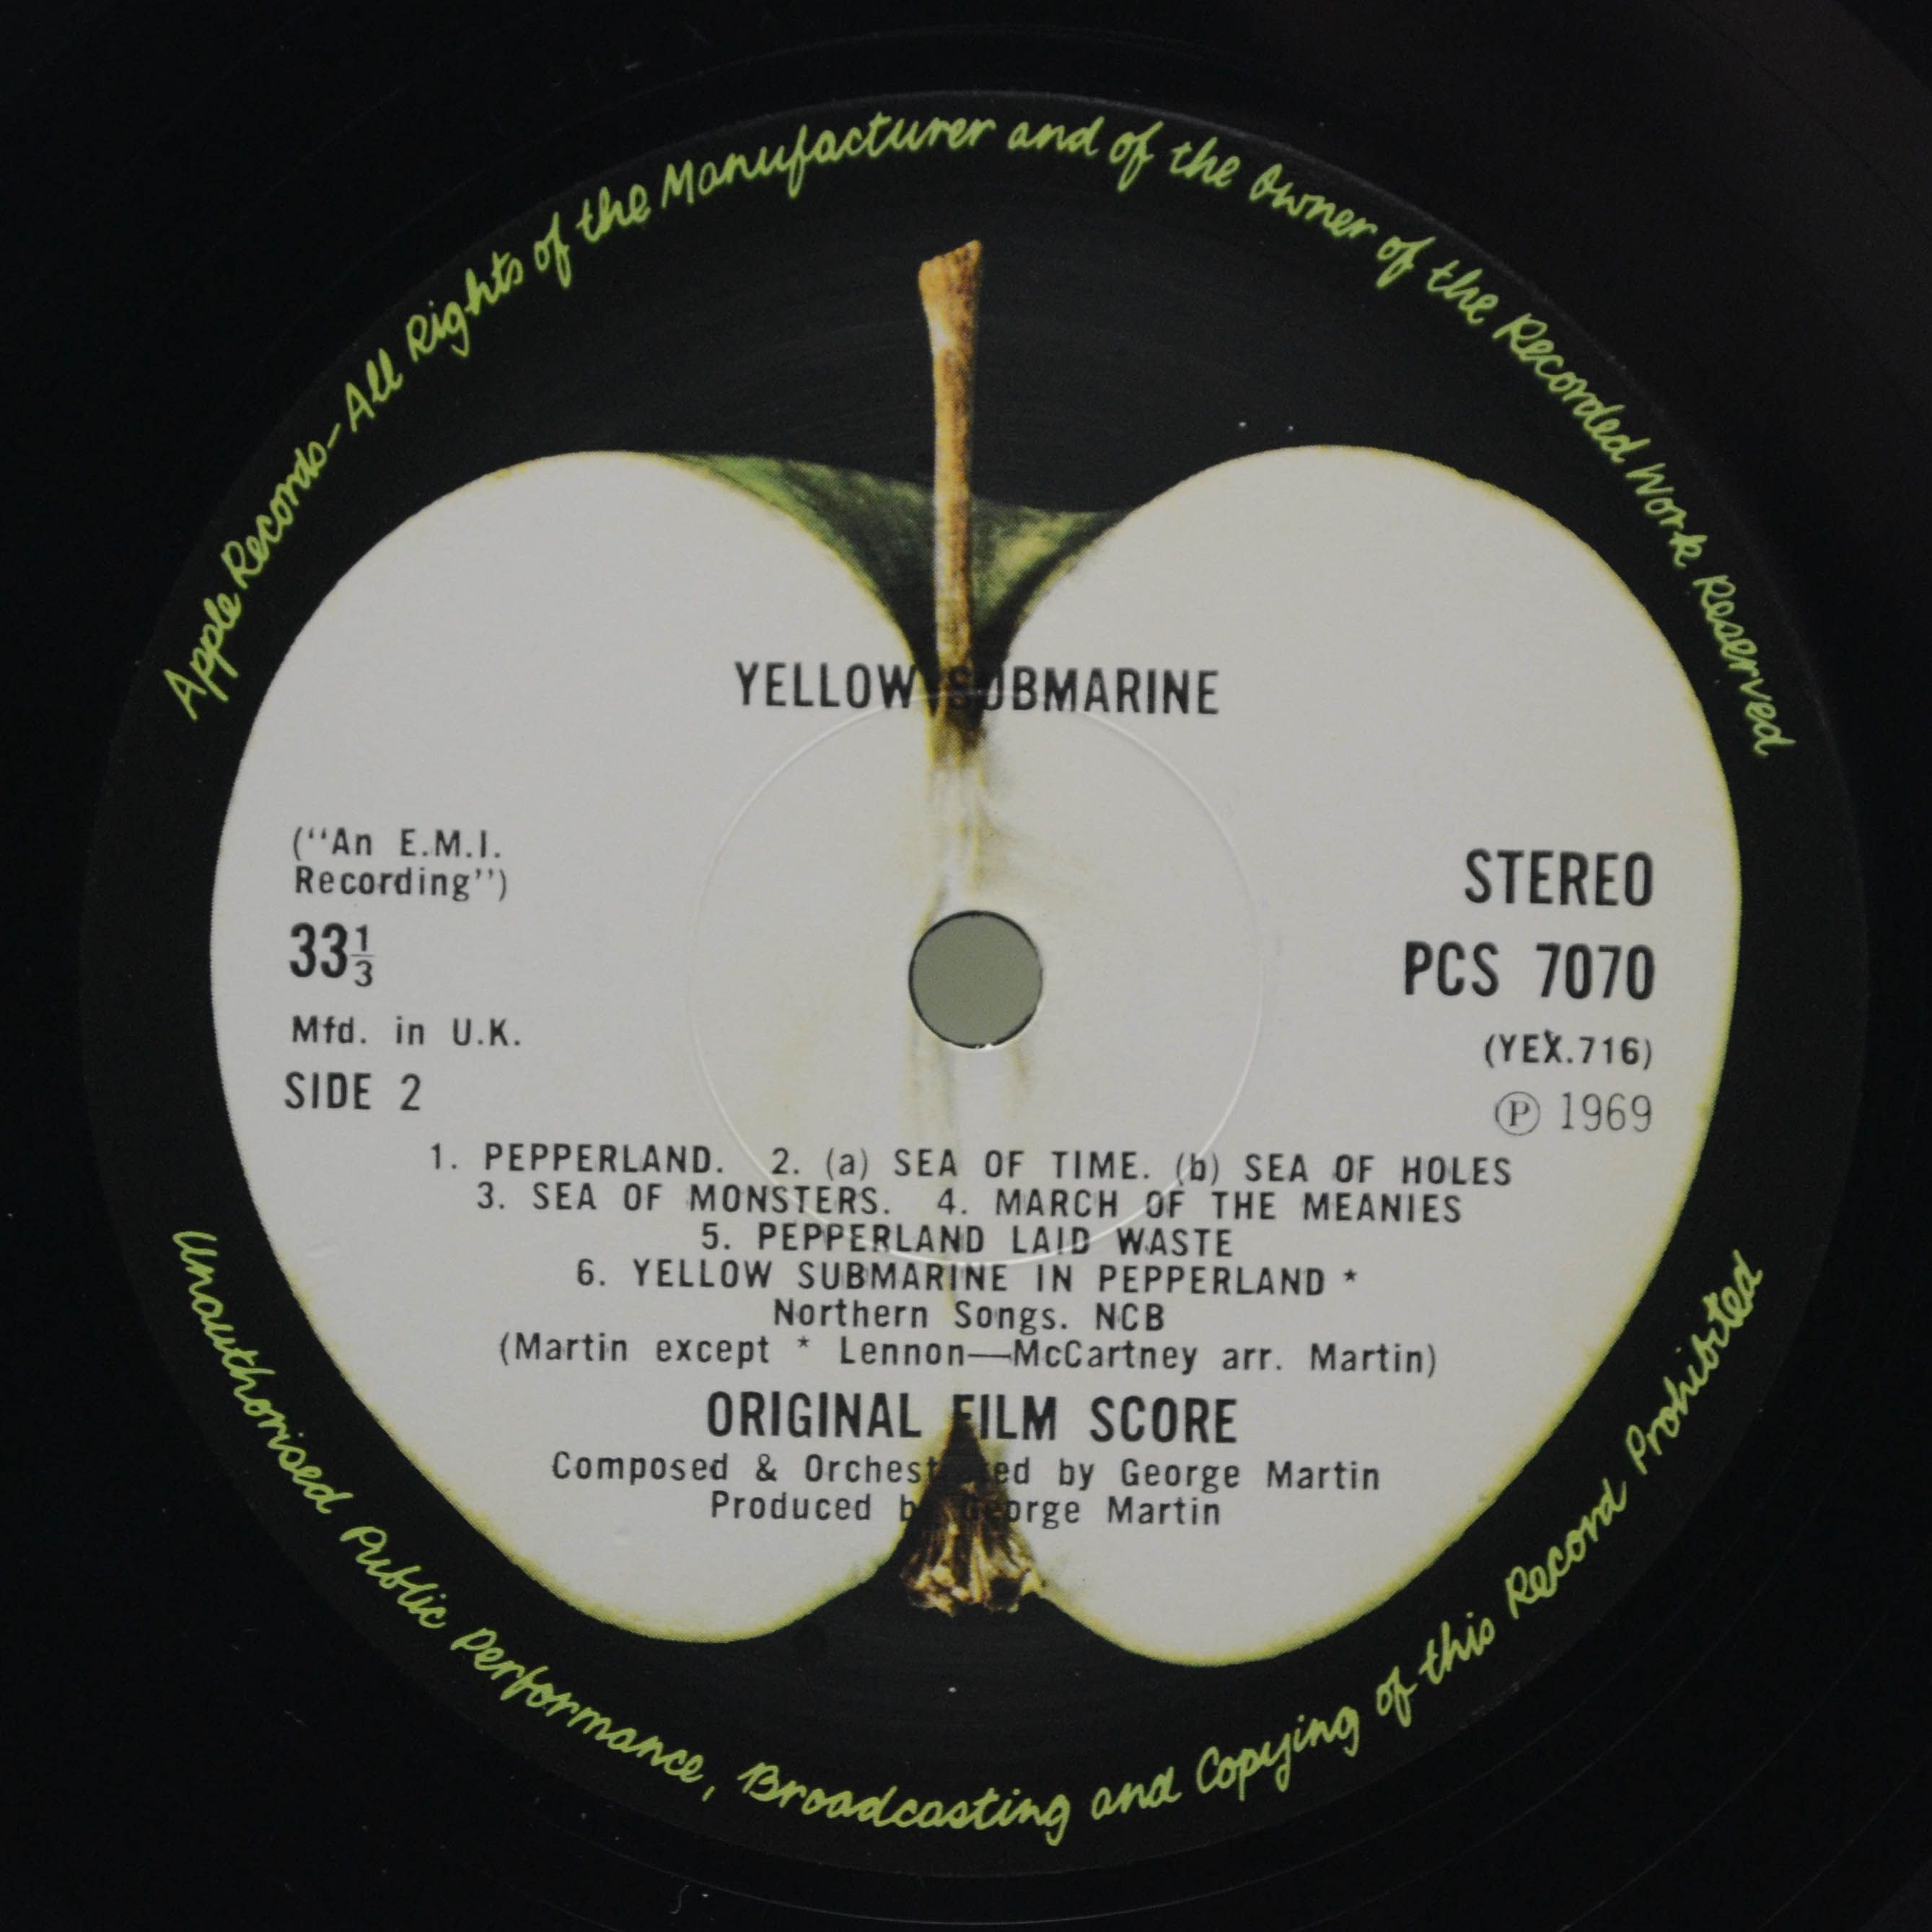 Apple Records - All Rights of the Manufacturer and of the Owner of the Recorded Work Reserved
YELLOW SUBMARINE
(“An E.M.I.
Recording”)
33⅓
Mfd. in U.K.
SIDE 2
STEREO
PCS 7070
(YEX.716)
Ⓟ 1969
1. PEPPERLAND. 2. (a) SEA OF TIME. (b) SEA OF HOLES
3. SEA OF MONSTERS. 4. MARCH OF THE MEANIES
5. PEPPERLAND LAID WASTE
6. YELLOW SUBMARINE IN PEPPERLAND *
Northern Songs. NCB
(Martin except * Lennon—McCartney arr. Martin)
ORIGINAL FILM SCORE
Composed & Orchestrated by George Martin
Produced by George Martin
Unauthorised Public Performance, Broadcasting and Copying of this Record Prohibited